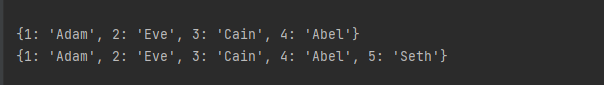 {1: 'Adam', 2: 'Eve', 3: 'Cain', 4: 'Abel'}
{1: 'Adam', 2: 'Eve', 3: 'Cain', 4: 'Abel', 5: 'Seth'}